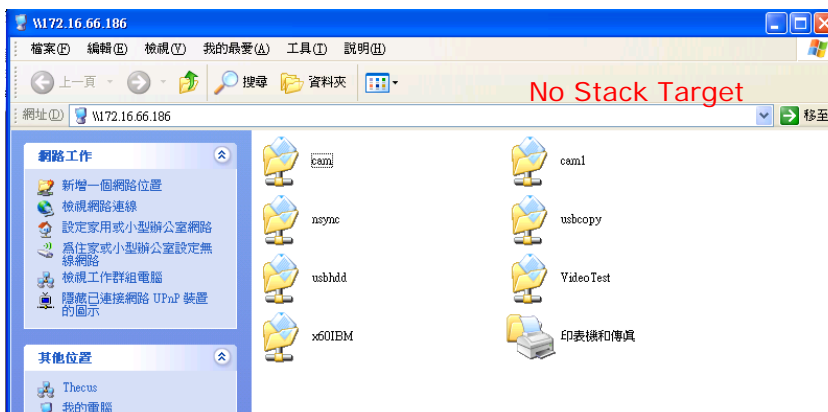 \\172.16.66.186
檔案(F) 編輯(E) 檢視(V) 我的最愛(A) 工具(T) 說明(H)
上一頁 搜尋 資料夾
No Stack Target
網址(D) \\172.16.66.186 移至
網路工作
新增一個網路位置
檢視網路連線
設定家用或小型辦公室網路
為住家或小型辦公室設定無
線網路
檢視工作群組電腦
隱藏已連接網路 UPnP 裝置
的圖示
其他位置
Thecus
我的電腦
cam cam1
nsync usbcopy
usbhdd VideoTest
x60IBM 印表機和傳真